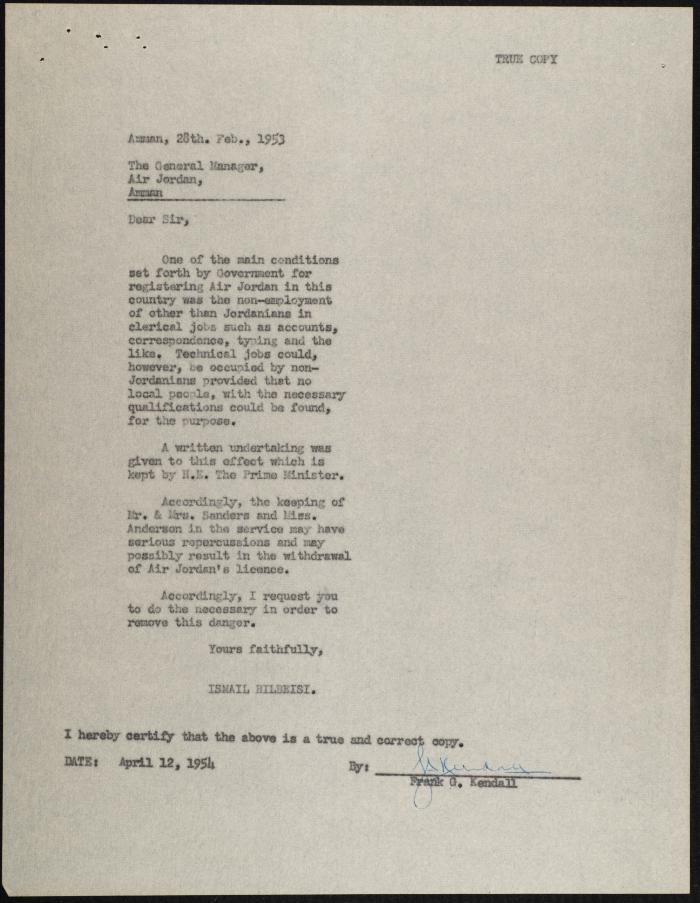 TRUE COPY
Amman, 28th. Feb., 1953
The General Manager,
Air Jordan,
Amman
Dear Sir,
One of the main conditions
set forth by Government for
registering Air Jordan in this
country was the non-employment
of other than Jordanians in
clerical jobs such as accounts,
correspondence, typing and the
like. Technical jobs could,
however, be occupied by non-
Jordanians provided that no
local people, with the necessary
qualifications could be found,
for the purpose.
A written undertaking was
given to this effect which is
kept by H.E. The Prime Minister.
Accordingly, the keeping of
Mr. & Mrs. Sanders and Miss.
Anderson in the service may have
serious repercussions and may
possibly result in the withdrawal
of Air Jordan's licence.
Accordingly, I request you
to do the necessary in order to
remove this danger.
Yours faithfully,
ISMAIL BILBEISI.
I hereby certify that the above is a true and correct copy.
DATE: April 12, 1954
By:
Frank G. Kendall